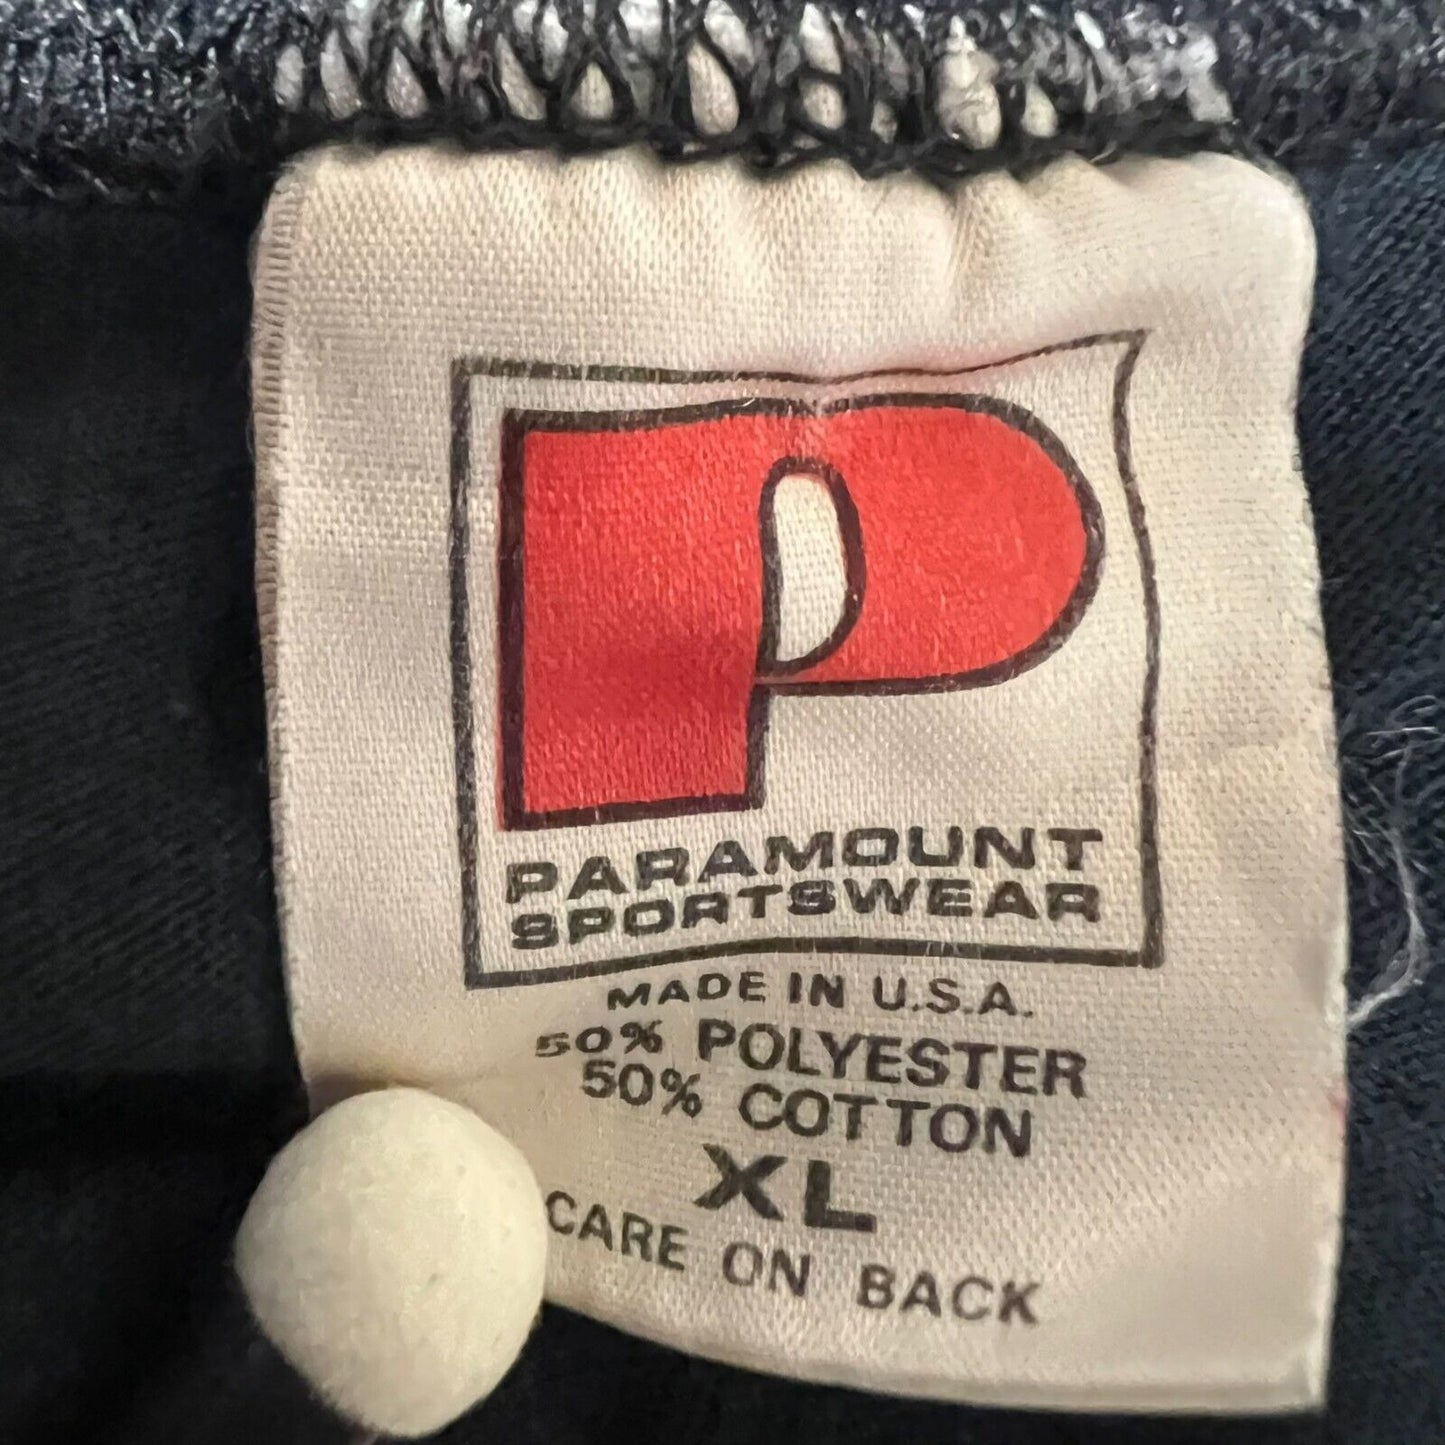 P
PARAMOUNT
SPORTSWEAR
MADE IN U.S.A.
50% POLYESTER
50% COTTON
XL
CARE ON BACK